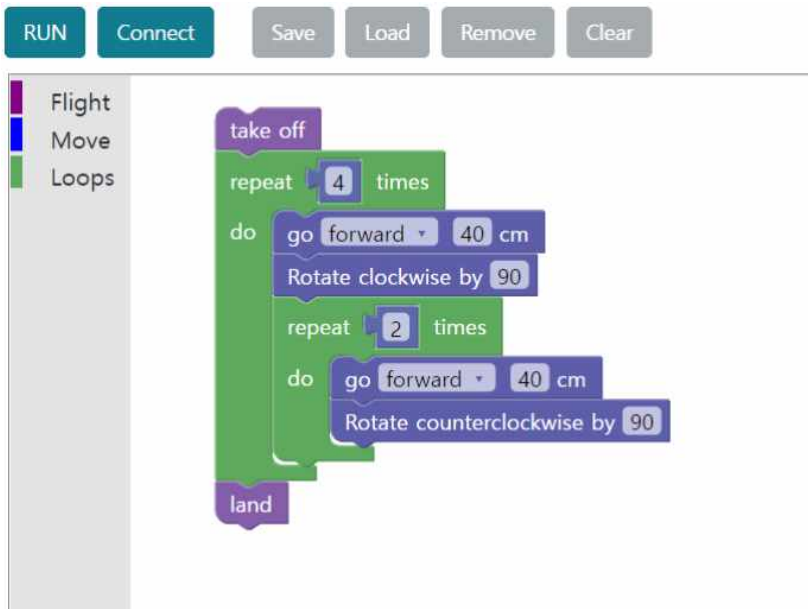 RUN Connect Save Load Remove Clear
Flight
Move
Loops
take off
repeat 4 times
do go forward 40 cm
Rotate clockwise by 90
repeat 2 times
do go forward 40 cm
Rotate counterclockwise by 90
land